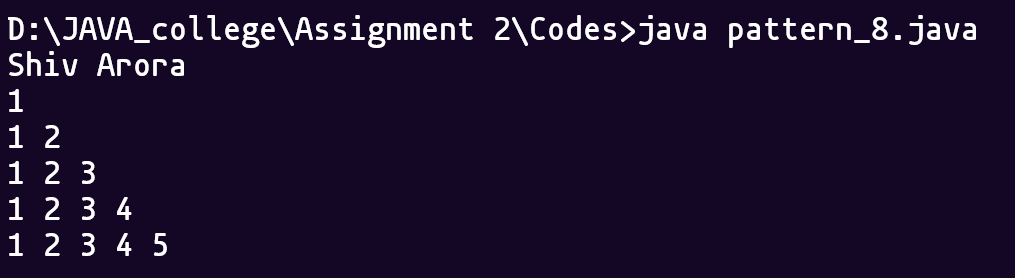 D:\JAVA_college\Assignment 2\Codes>java pattern_8.java
Shiv Arora
1
1 2
1 2 3
1 2 3 4
1 2 3 4 5